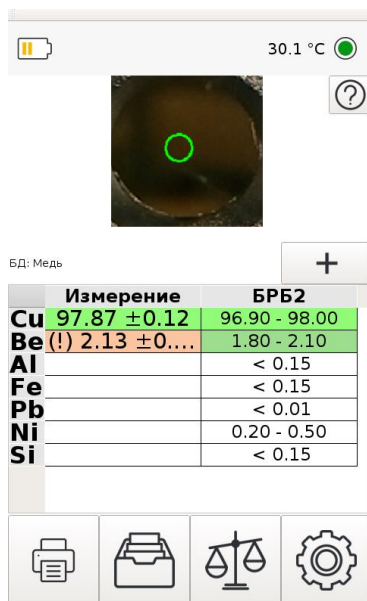 30.1 °C
?
БД: Медь
+
Измерение БРБ2
Cu 97.87 ±0.12 96.90 - 98.00
Be (!) 2.13 ±0.... 1.80 - 2.10
Al < 0.15
Fe < 0.15
Pb < 0.01
Ni 0.20 - 0.50
Si < 0.15